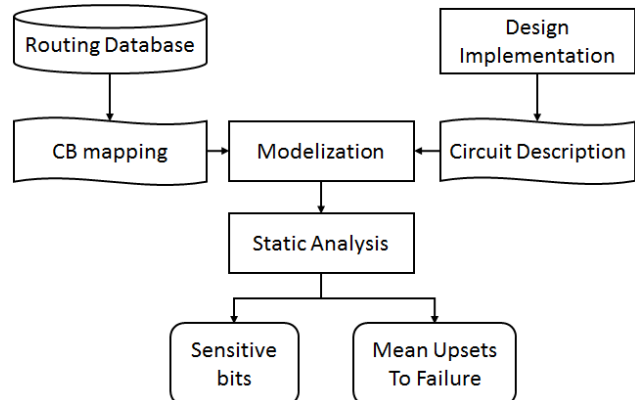 Routing Database
Design
Implementation
CB mapping
Modelization
Circuit Description
Static Analysis
Sensitive
bits
Mean Upsets
To Failure